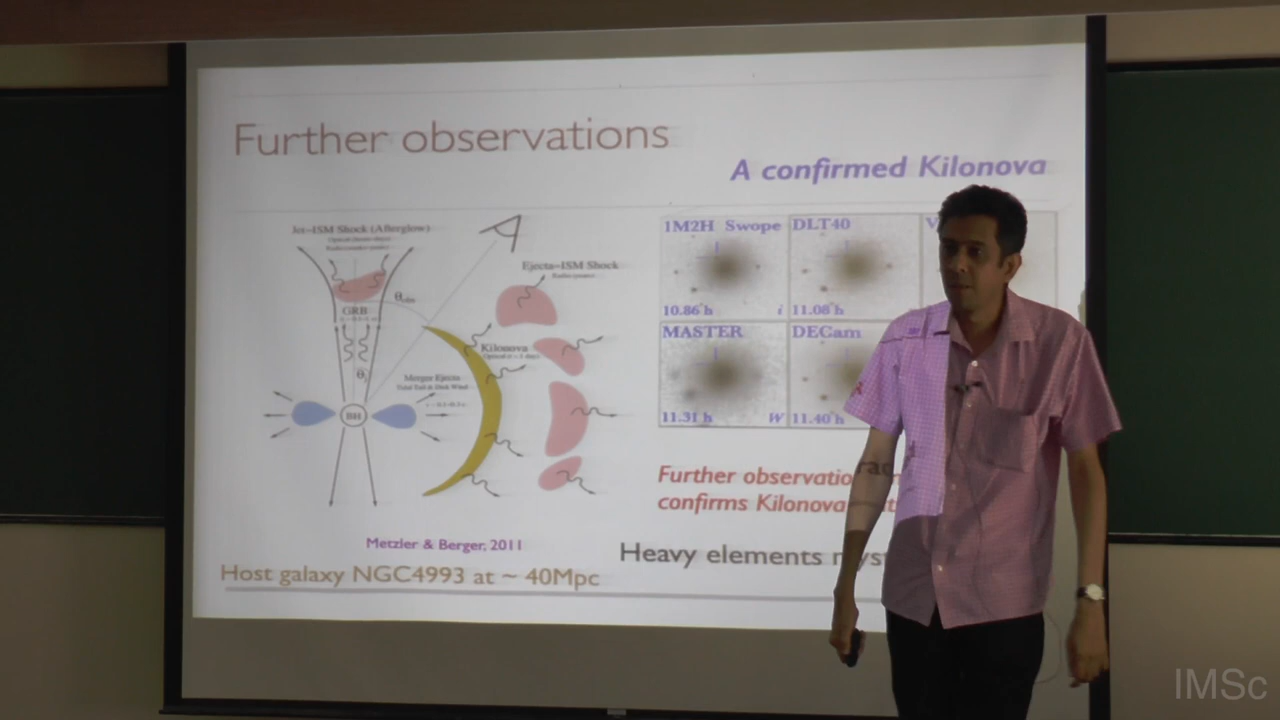 Further observations
A confirmed Kilonova
Jet-ISM Shock (Afterglow)
GRB
θobs
θj
BH
Ejecta-ISM Shock
Kilonova
Merger Ejecta
1M2H Swope
DLT40
V
10.86 h
i
11.08 h
MASTER
DECam
11.31 h
W
11.40 h
Further
confirms Kilonova
Heavy elements
Metzler & Berger, 2011
Host galaxy NGC4993 at ~ 40Mpc
IMSc